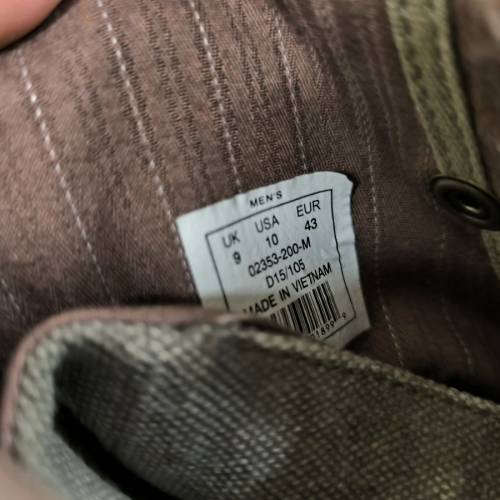 MEN'S
UK USA EUR
9 10 43
02353-200-M
D15/105
MADE IN VIETNAM